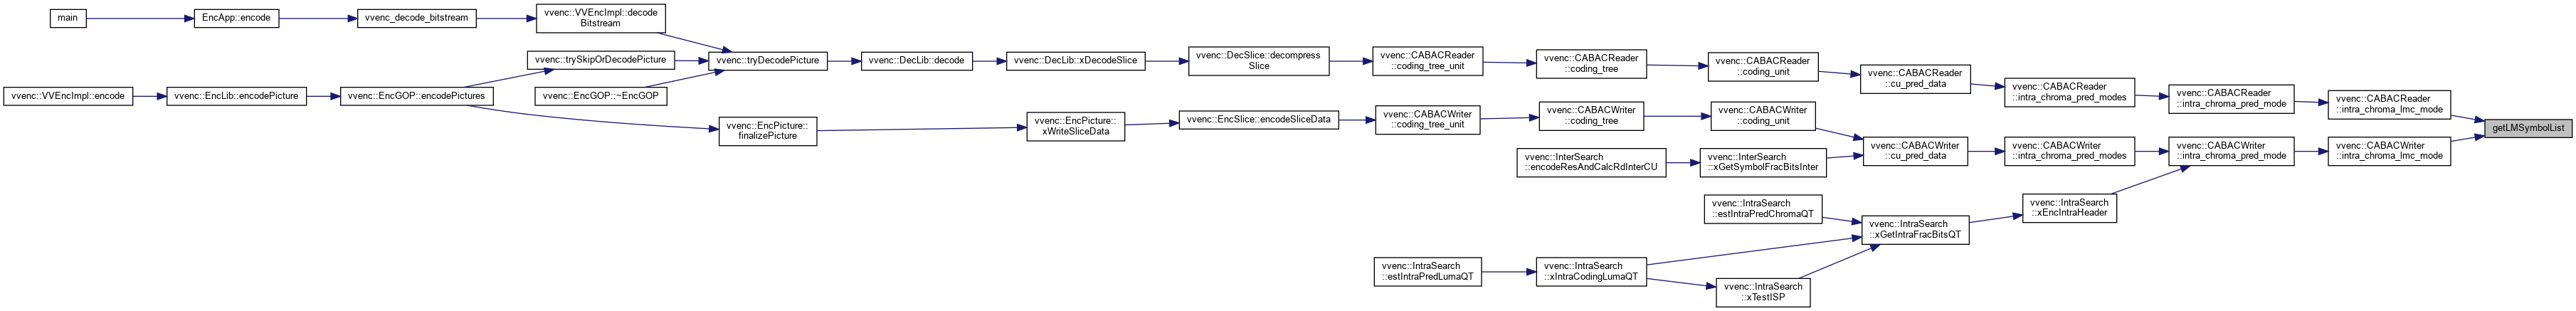 main
EncApp::encode
vvenc_decode_bitstream
vvenc::VVEncImpl::decode
Bitstream
vvenc::trySkipOrDecodePicture
vvenc::tryDecodePicture
vvenc::DecLib::decode
vvenc::DecLib::xDecodeSlice
vvenc::DecSlice::decompress
Slice
vvenc::CABACReader
::coding_tree_unit
vvenc::CABACReader
::coding_tree
vvenc::CABACReader
::coding_unit
vvenc::CABACReader
::cu_pred_data
vvenc::CABACReader
::intra_chroma_pred_modes
vvenc::CABACReader
::intra_chroma_pred_mode
vvenc::CABACReader
::intra_chroma_lmc_mode
vvenc::VVEncImpl::encode
vvenc::EncLib::encodePicture
vvenc::EncGOP::encodePictures
vvenc::EncGOP::~EncGOP
vvenc::EncPicture::
finalizePicture
vvenc::EncPicture::
xWriteSliceData
vvenc::EncSlice::encodeSliceData
vvenc::CABACWriter
::coding_tree_unit
vvenc::CABACWriter
::coding_tree
vvenc::CABACWriter
::coding_unit
getLMSymbolList
vvenc::InterSearch
::encodeResAndCalcRdInterCU
vvenc::InterSearch
::xGetSymbolFracBitsInter
vvenc::CABACWriter
::cu_pred_data
vvenc::CABACWriter
::intra_chroma_pred_modes
vvenc::CABACWriter
::intra_chroma_pred_mode
vvenc::CABACWriter
::intra_chroma_lmc_mode
vvenc::IntraSearch
::estIntraPredChromaQT
vvenc::IntraSearch
::xGetIntraFracBitsQT
vvenc::IntraSearch
::xEncIntraHeader
vvenc::IntraSearch
::estIntraPredLumaQT
vvenc::IntraSearch
::xIntraCodingLumaQT
vvenc::IntraSearch
::xTestISP